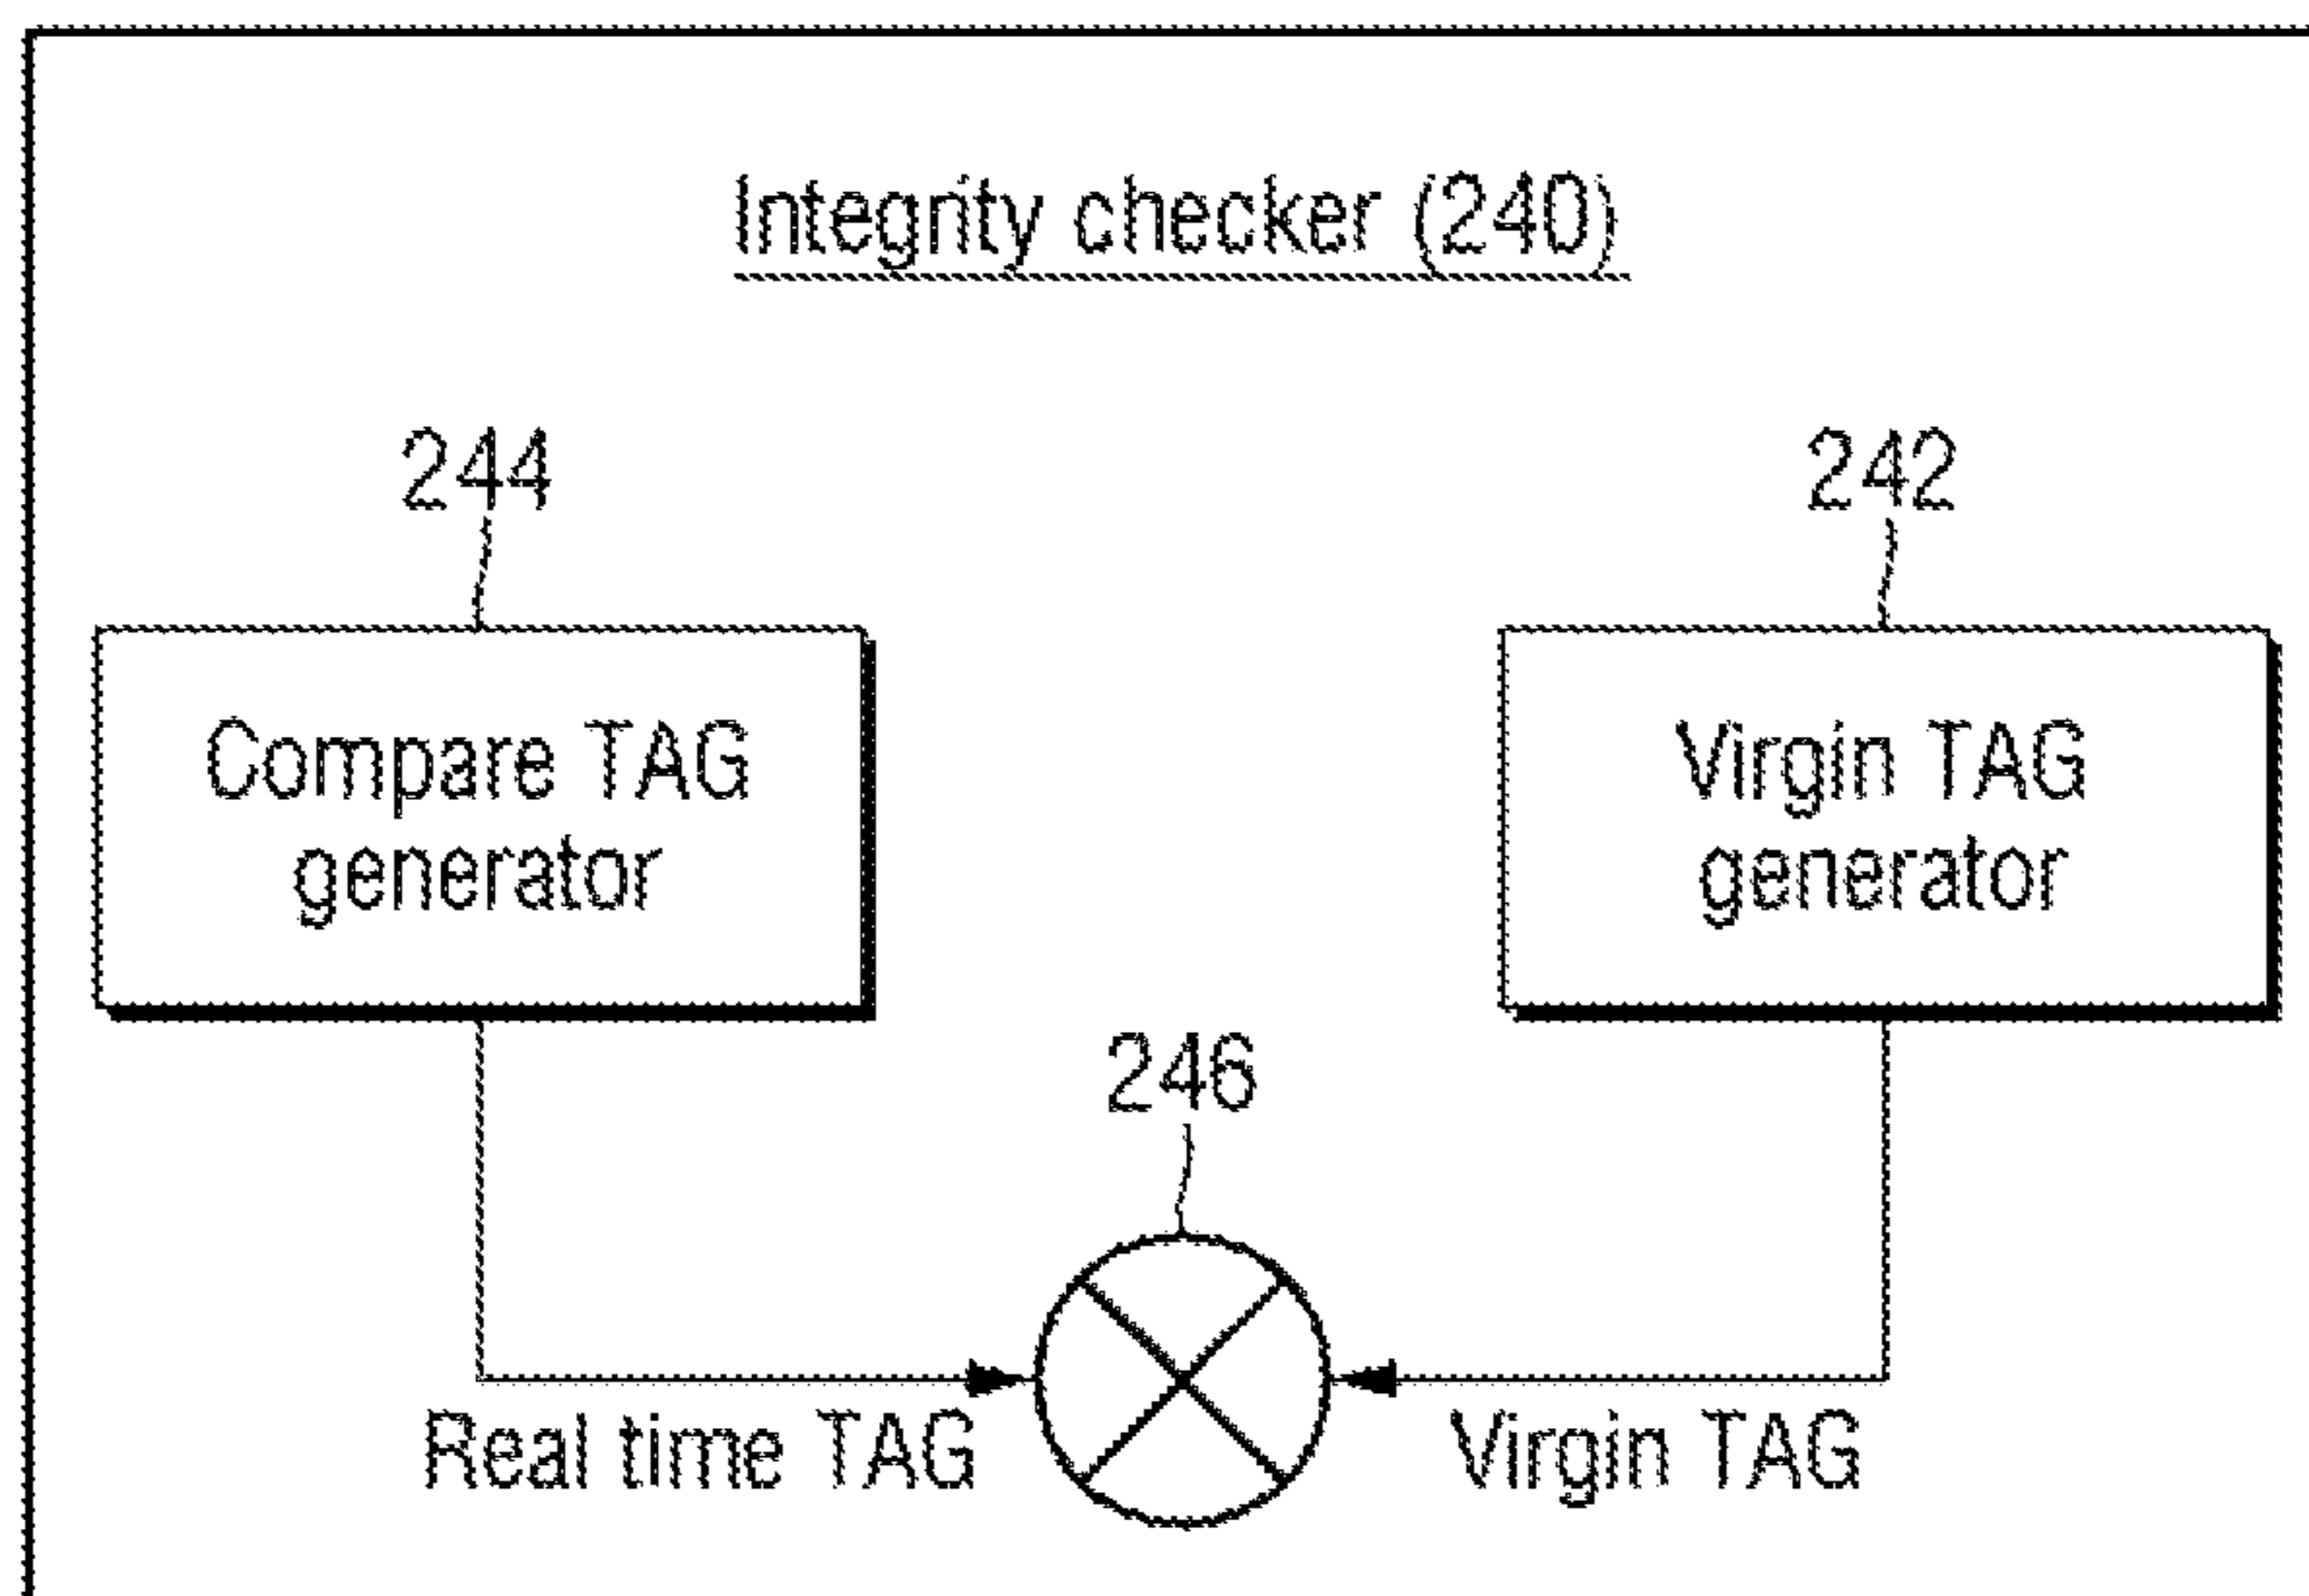 Integrity checker (240)
244
242
Compare TAG
generator
Virgin TAG
generator
246
Real time TAG
Virgin TAG